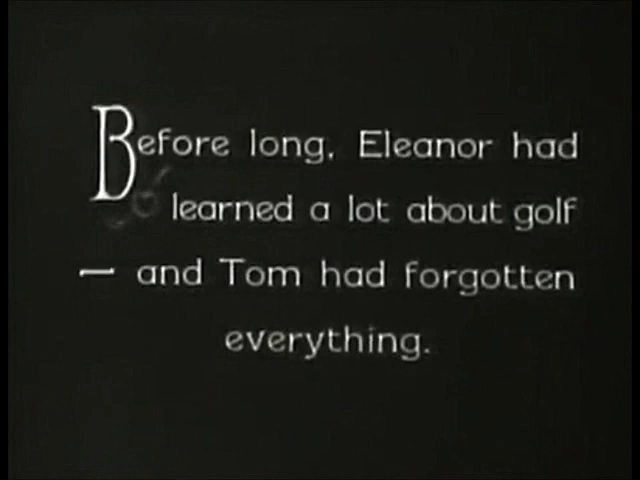 Before long, Eleanor had
learned a lot about golf
— and Tom had forgotten
everything.